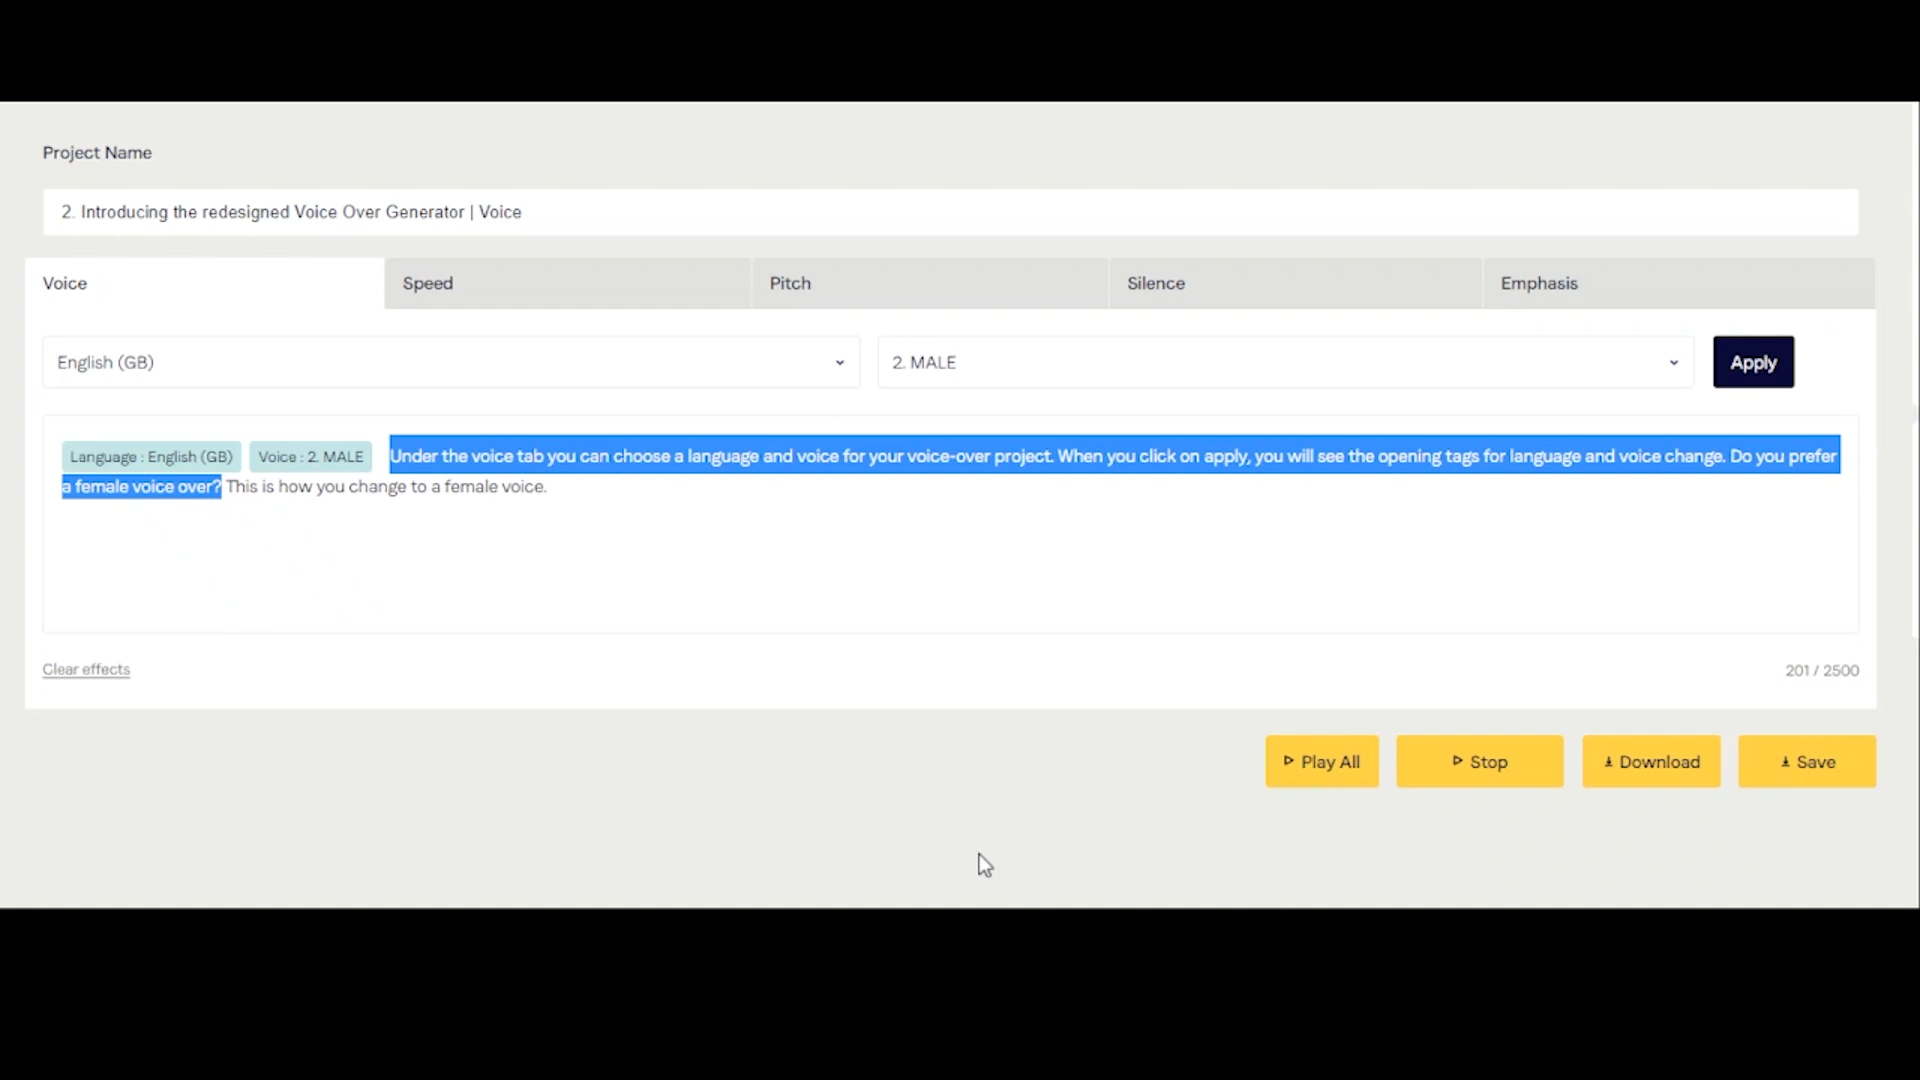 Project Name
2. Introducing the redesigned Voice Over Generator | Voice
Voice Speed Pitch Silence Emphasis
English (GB) 2. MALE Apply
Language : English (GB) Voice : 2. MALE Under the voice tab you can choose a language and voice for your voice-over project. When you click on apply, you will see the opening tags for language and voice change. Do you prefer
a female voice over? This is how you change to a female voice.
Clear effects 201 / 2500
Play All Stop Download Save